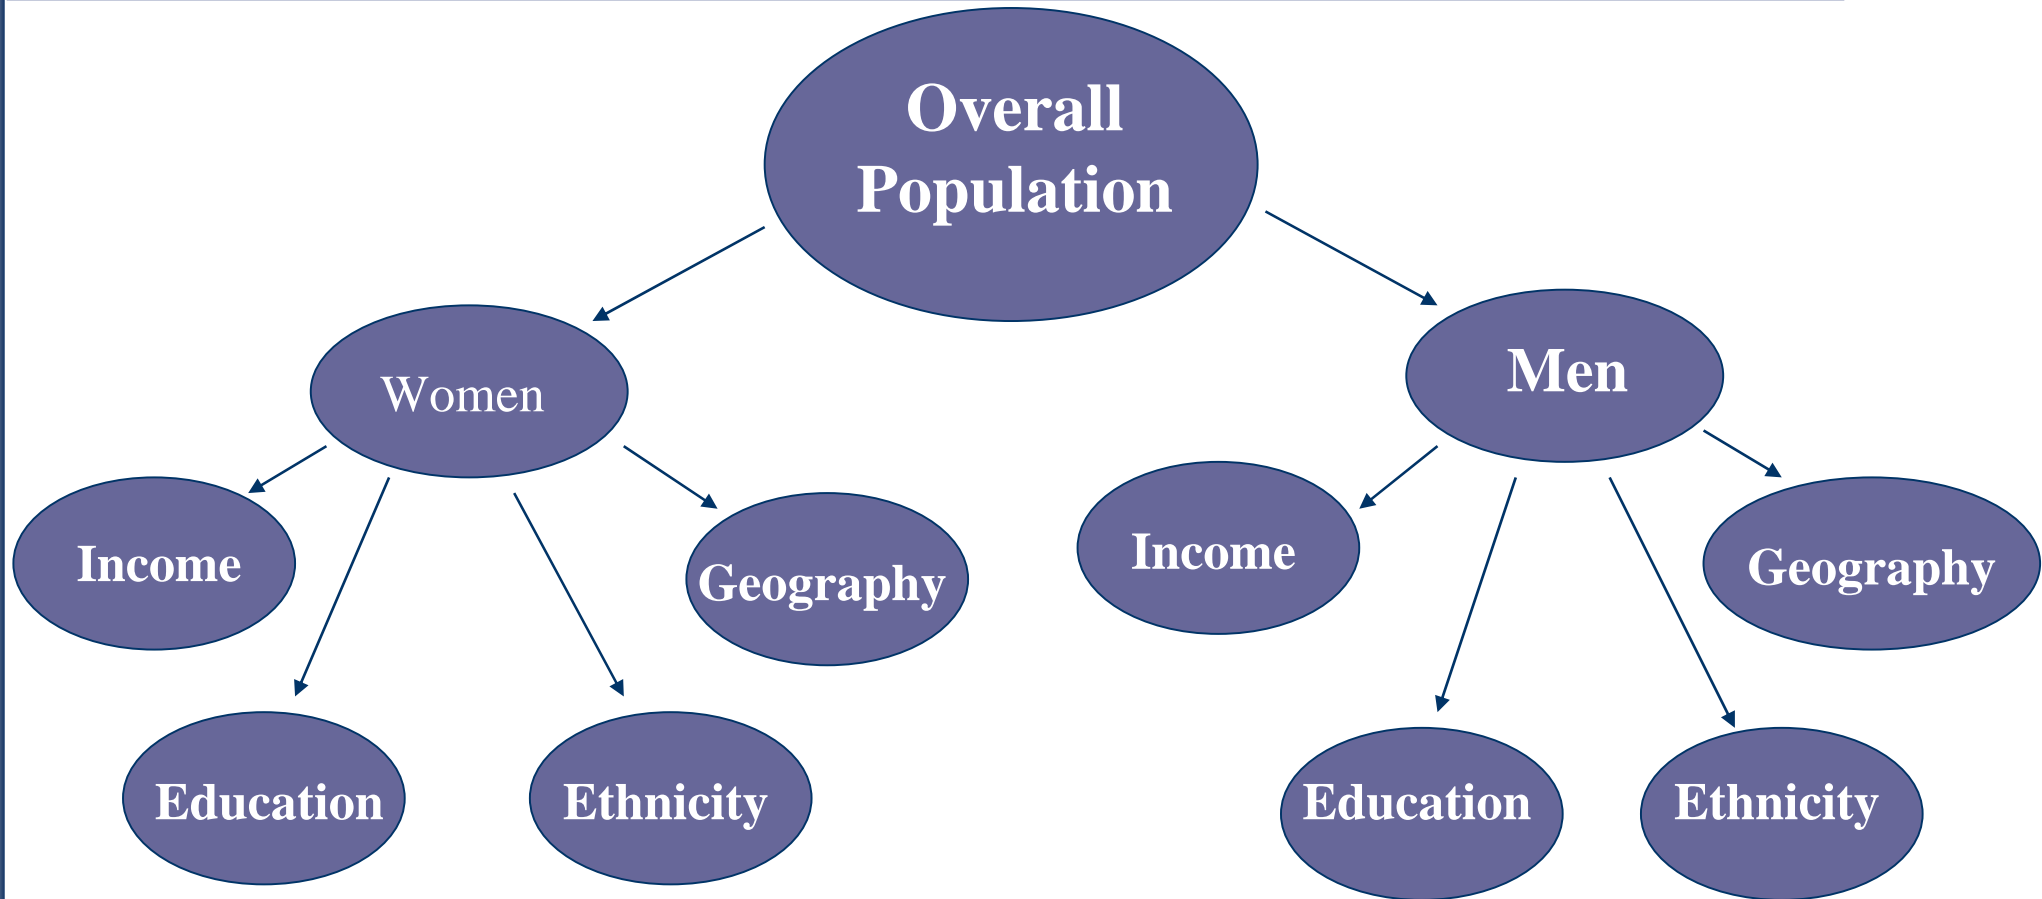 Overall
Population
Women
Men
Income
Geography
Income
Geography
Education
Ethnicity
Education
Ethnicity